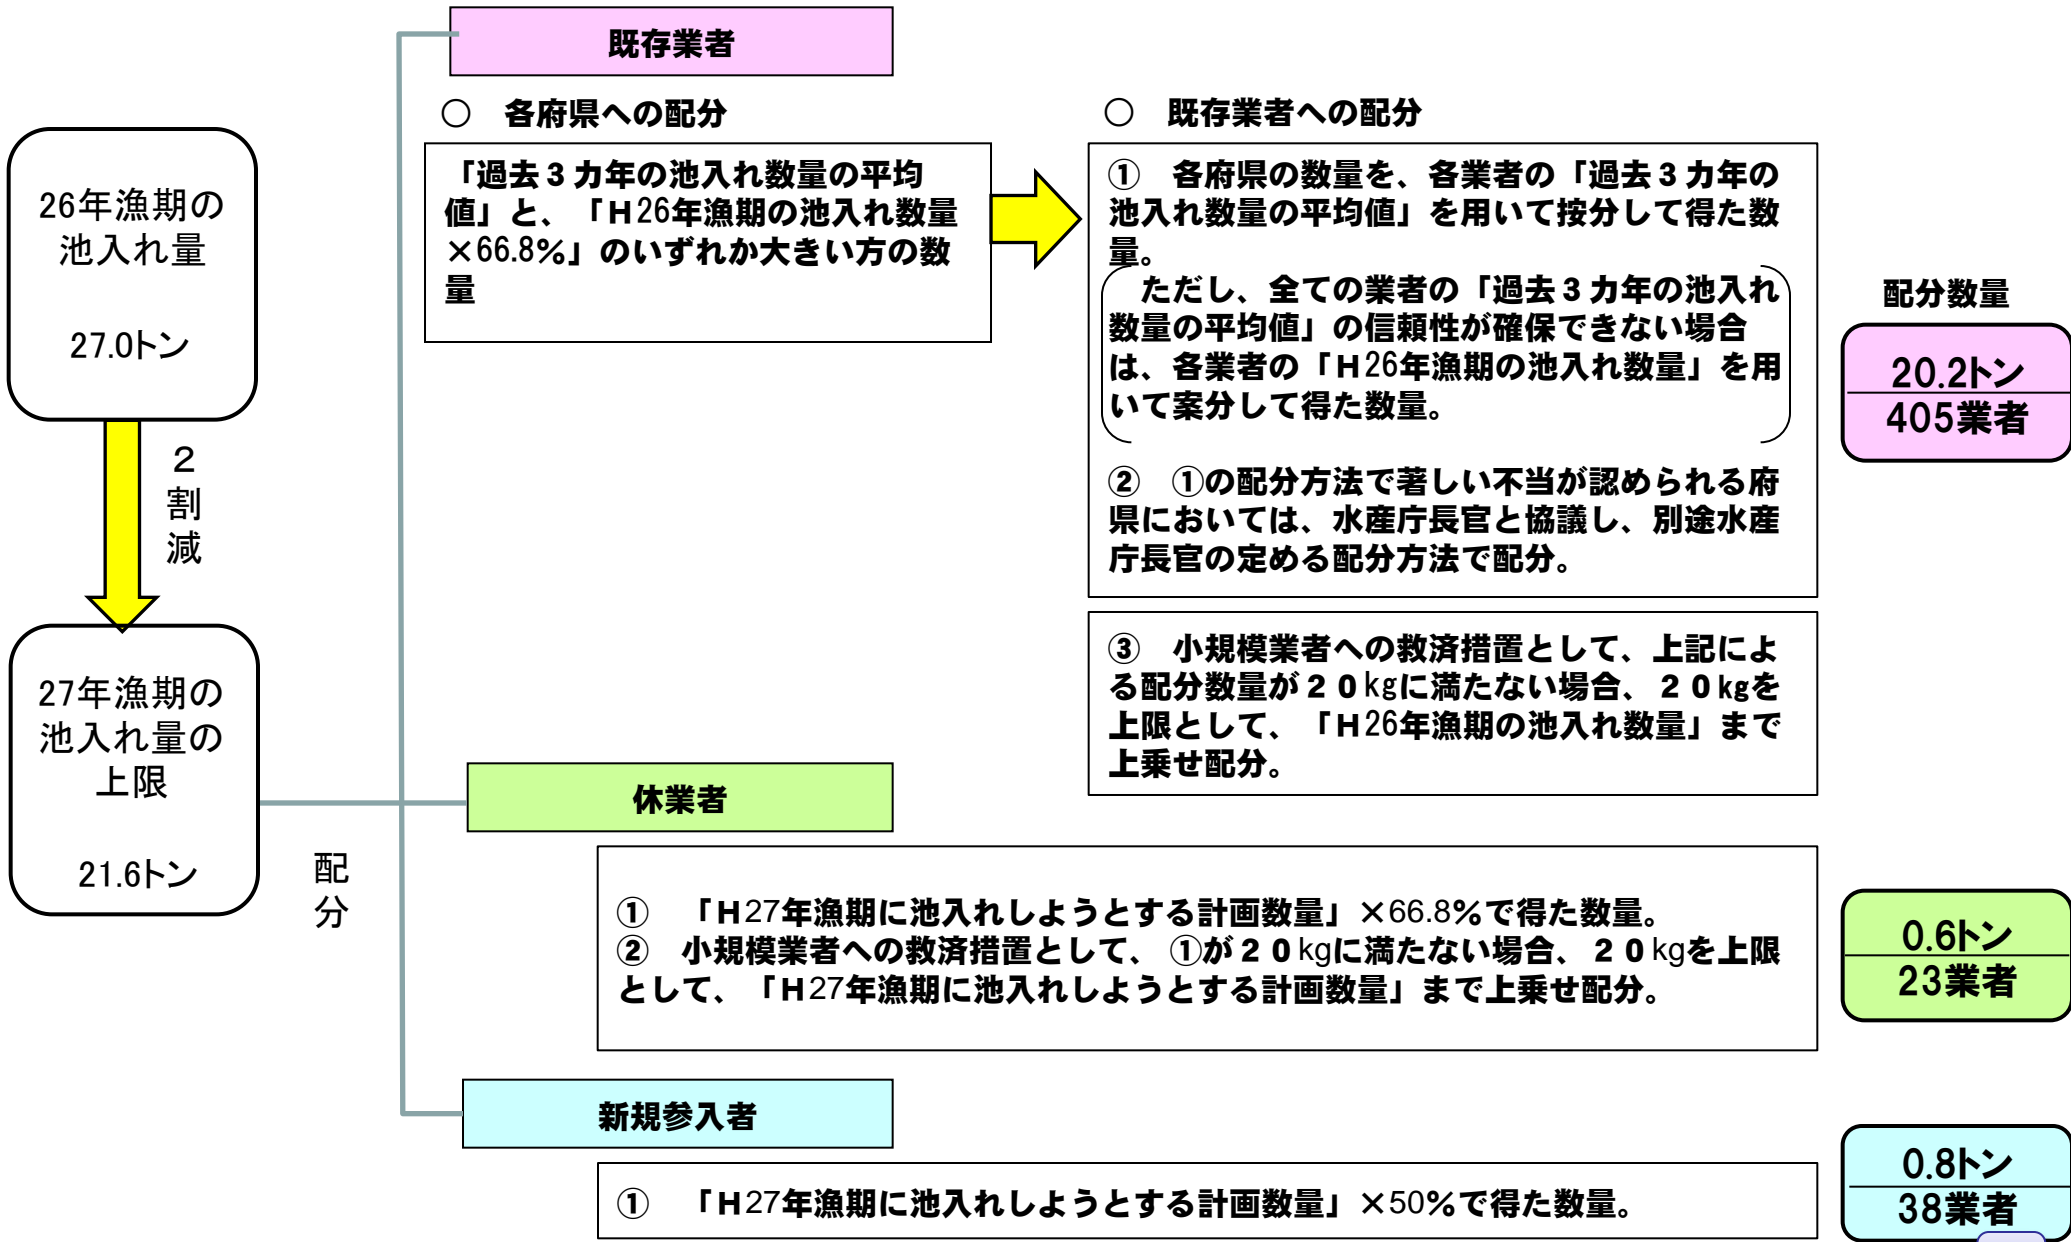 既存業者
○ 各府県への配分
「過去３カ年の池入れ数量の平均
値」と、「H26年漁期の池入れ数量
×66.8%」のいずれか大きい方の数
量
○ 既存業者への配分
① 各府県の数量を、各業者の「過去３カ年の
池入れ数量の平均値」を用いて按分して得た数
量。
ただし、全ての業者の「過去３カ年の池入れ
数量の平均値」の信頼性が確保できない場合
は、各業者の「H26年漁期の池入れ数量」を用
いて案分して得た数量。
② ①の配分方法で著しい不当が認められる府
県においては、水産庁長官と協議し、別途水産
庁長官の定める配分方法で配分。
③ 小規模業者への救済措置として、上記によ
る配分数量が２０kgに満たない場合、２０kgを
上限として、「H26年漁期の池入れ数量」まで
上乗せ配分。
配分数量
20.2トン
405業者
26年漁期の
池入れ量
27.0トン
２
割
減
27年漁期の
池入れ量の
上限
21.6トン
配
分
休業者
① 「H27年漁期に池入れしようとする計画数量」×66.8%で得た数量。
② 小規模業者への救済措置として、①が２０kgに満たない場合、２０kgを上限
として、「H27年漁期に池入れしようとする計画数量」まで上乗せ配分。
0.6トン
23業者
新規参入者
① 「H27年漁期に池入れしようとする計画数量」×50%で得た数量。
0.8トン
38業者